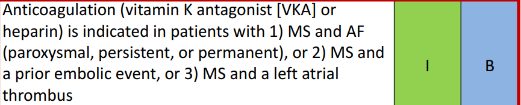 Anticoagulation (vitamin K antagonist [VKA] or
heparin) is indicated in patients with 1) MS and AF
(paroxysmal, persistent, or permanent), or 2) MS and
a prior embolic event, or 3) MS and a left atrial
thrombus
I
B